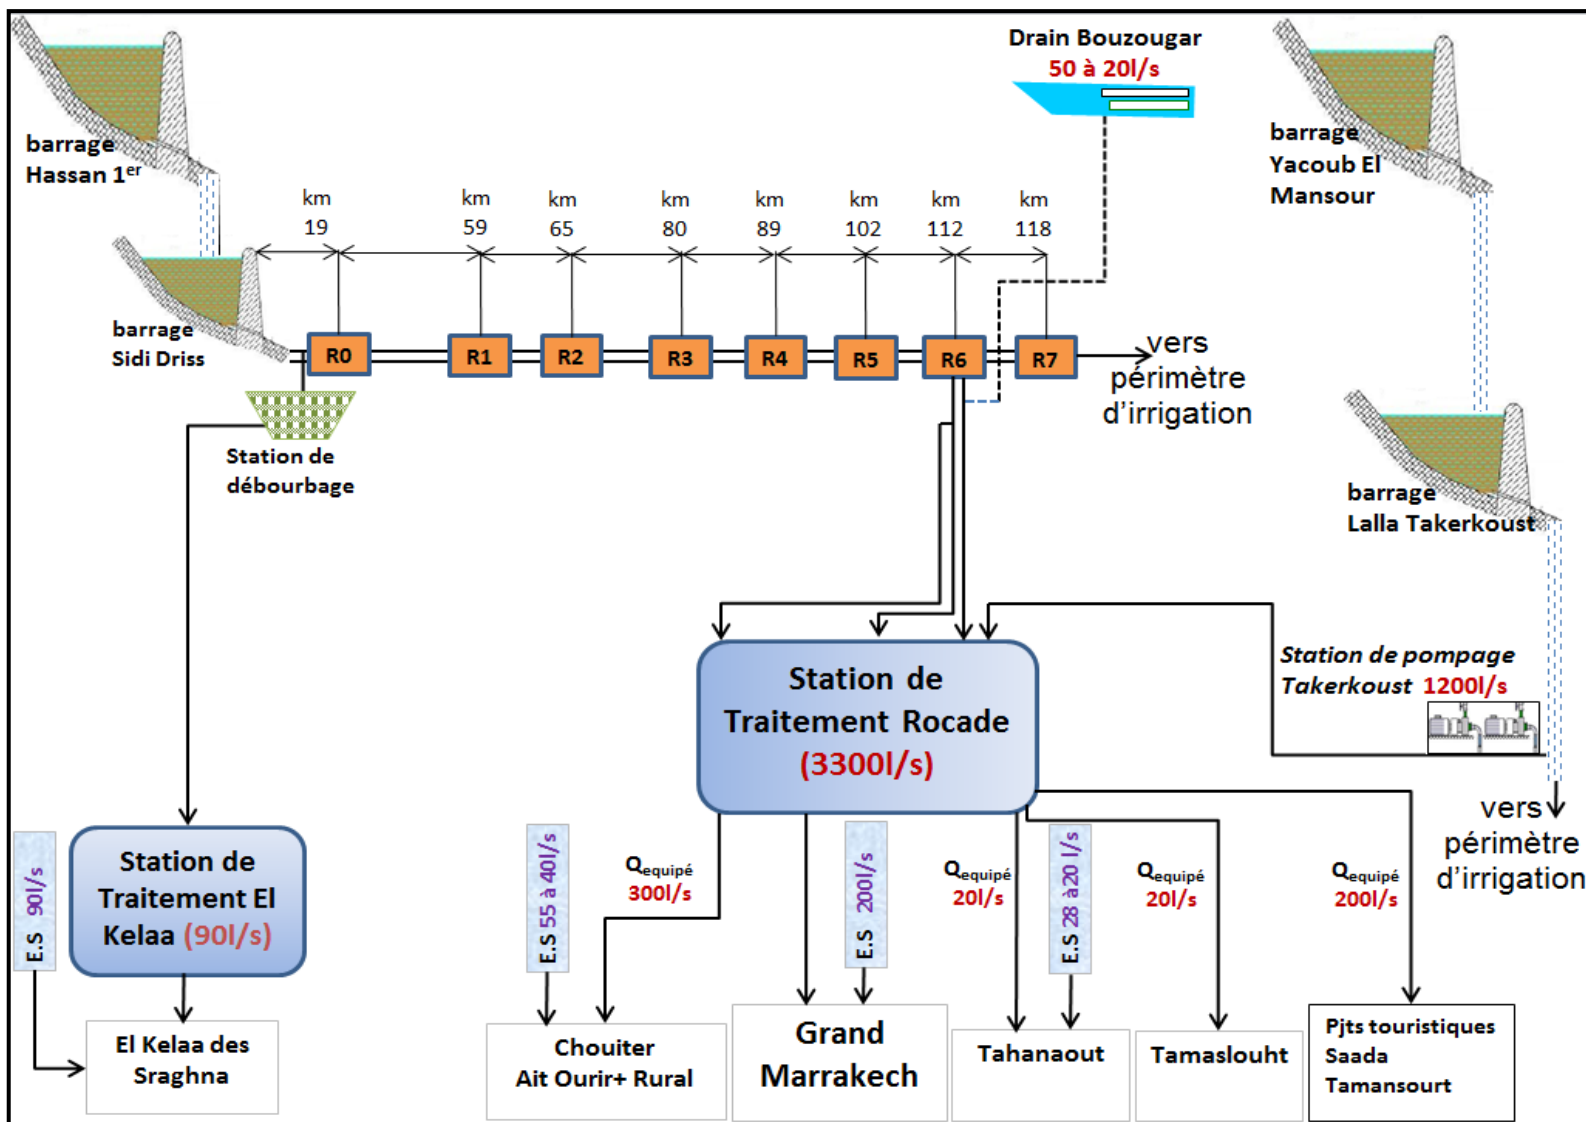 Drain Bouzougar
50 à 20l/s
barrage
Hassan 1er
barrage
Yacoub El
Mansour
km
19
km
59
km
65
km
80
km
89
km
102
km
112
km
118
barrage
Sidi Driss
R0
R1
R2
R3
R4
R5
R6
R7
vers
périmètre
d'irrigation
Station de
débourbage
barrage
Lalla Takerkoust
Station de pompage
Takerkoust 1200l/s
Station de
Traitement Rocade
(3300l/s)
vers
périmètre
d'irrigation
Station de
Traitement El
Kelaa (90l/s)
E.S 90l/s
E.S 55 à 40l/s
Qequipé
300l/s
E.S 200l/s
Qequipé
20l/s
E.S 28 à20 l/s
Qequipé
20l/s
Qequipé
200l/s
El Kelaa des
Sraghna
Chouiter
Ait Ourir+ Rural
Grand
Marrakech
Tahanaout
Tamaslouht
Pjts touristiques
Saada
Tamansourt